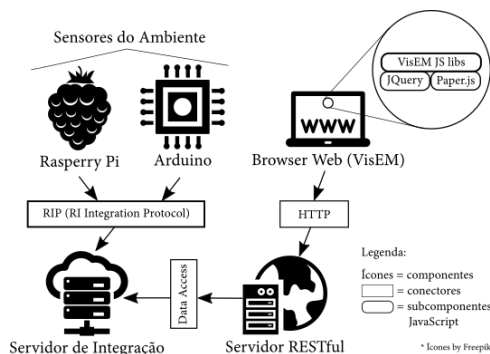 Sensores do Ambiente
VisEM JS libs
JQuery
Paper.js
WWW
Rasperry Pi
Arduino
Browser Web (VisEM)
RIP (RI Integration Protocol)
HTTP
Data Access
Legenda:
Ícones = componentes
= conectores
= subcomponentes
JavaScript
Servidor de Integração
Servidor RESTful
* Ícones by Freepik